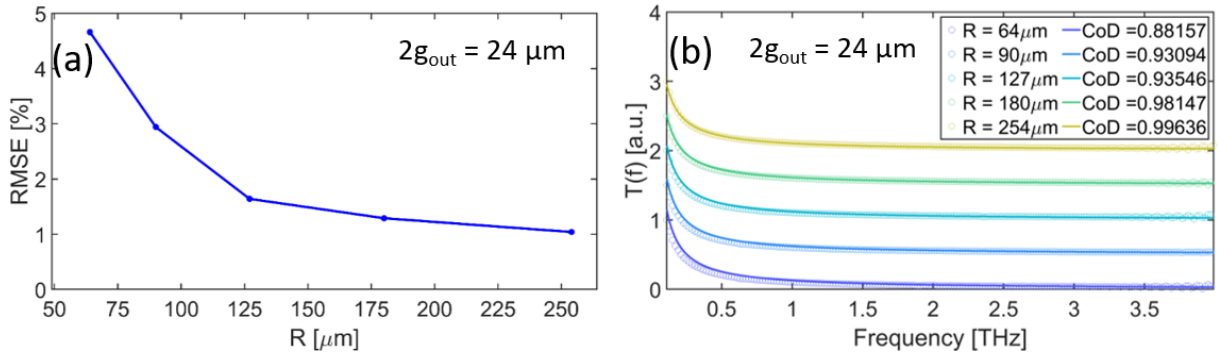 (a)
2g_out = 24 μm
RMSE [%]
5
4
3
2
1
0
50 75 100 125 150 175 200 225 250
R [μm]
(b)
2g_out = 24 μm
T(f) [a.u.]
4
3
2
1
0
R = 64μm CoD =0.88157
R = 90μm CoD =0.93094
R = 127μm CoD =0.93546
R = 180μm CoD =0.98147
R = 254μm CoD =0.99636
0.5 1 1.5 2 2.5 3 3.5
Frequency [THz]